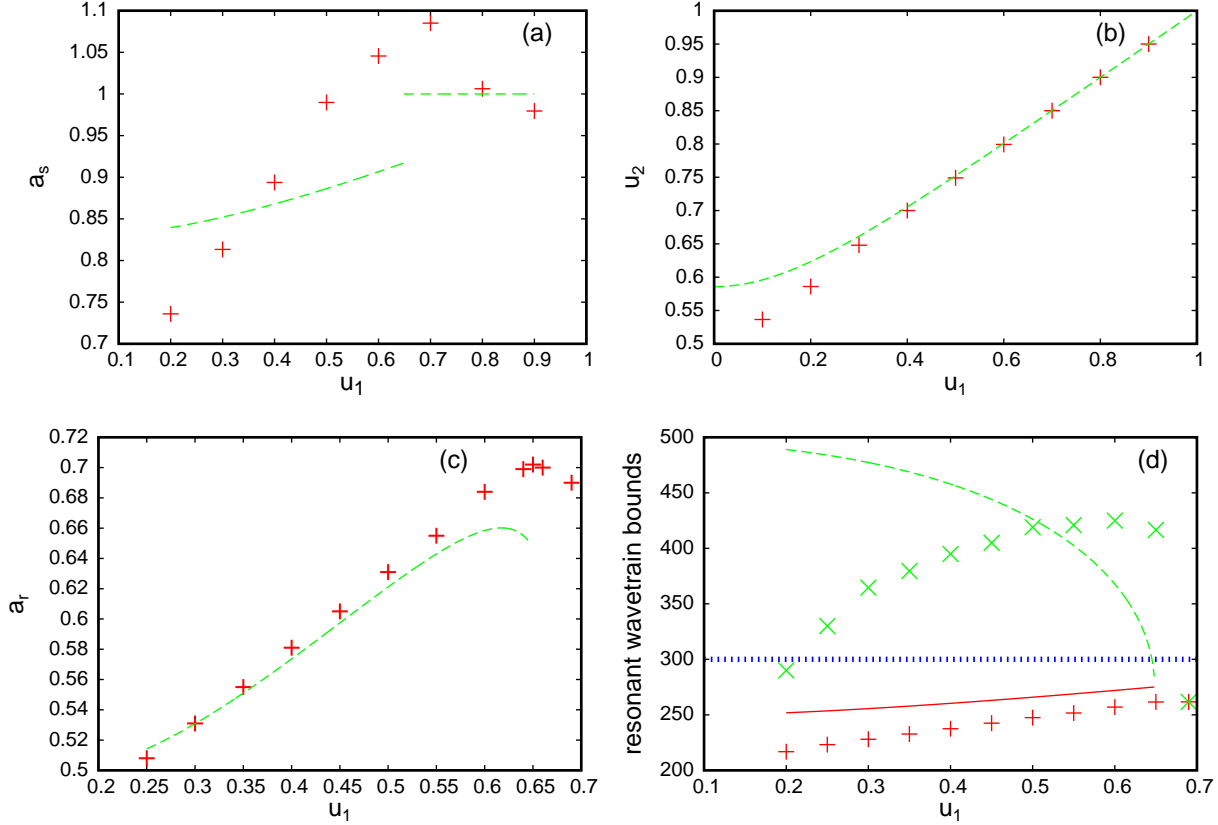 (a)
a_s
1.1
1.05
1
0.95
0.9
0.85
0.8
0.75
0.7
0.1 0.2 0.3 0.4 0.5 0.6 0.7 0.8 0.9 1
u_1
(b)
u_2
1
0.95
0.9
0.85
0.8
0.75
0.7
0.65
0.6
0.55
0.5
0 0.2 0.4 0.6 0.8 1
u_1
(c)
a_r
0.72
0.7
0.68
0.66
0.64
0.62
0.6
0.58
0.56
0.54
0.52
0.5
0.2 0.25 0.3 0.35 0.4 0.45 0.5 0.55 0.6 0.65 0.7
u_1
(d)
resonant wavetrain bounds
500
450
400
350
300
250
200
0.1 0.2 0.3 0.4 0.5 0.6 0.7
u_1